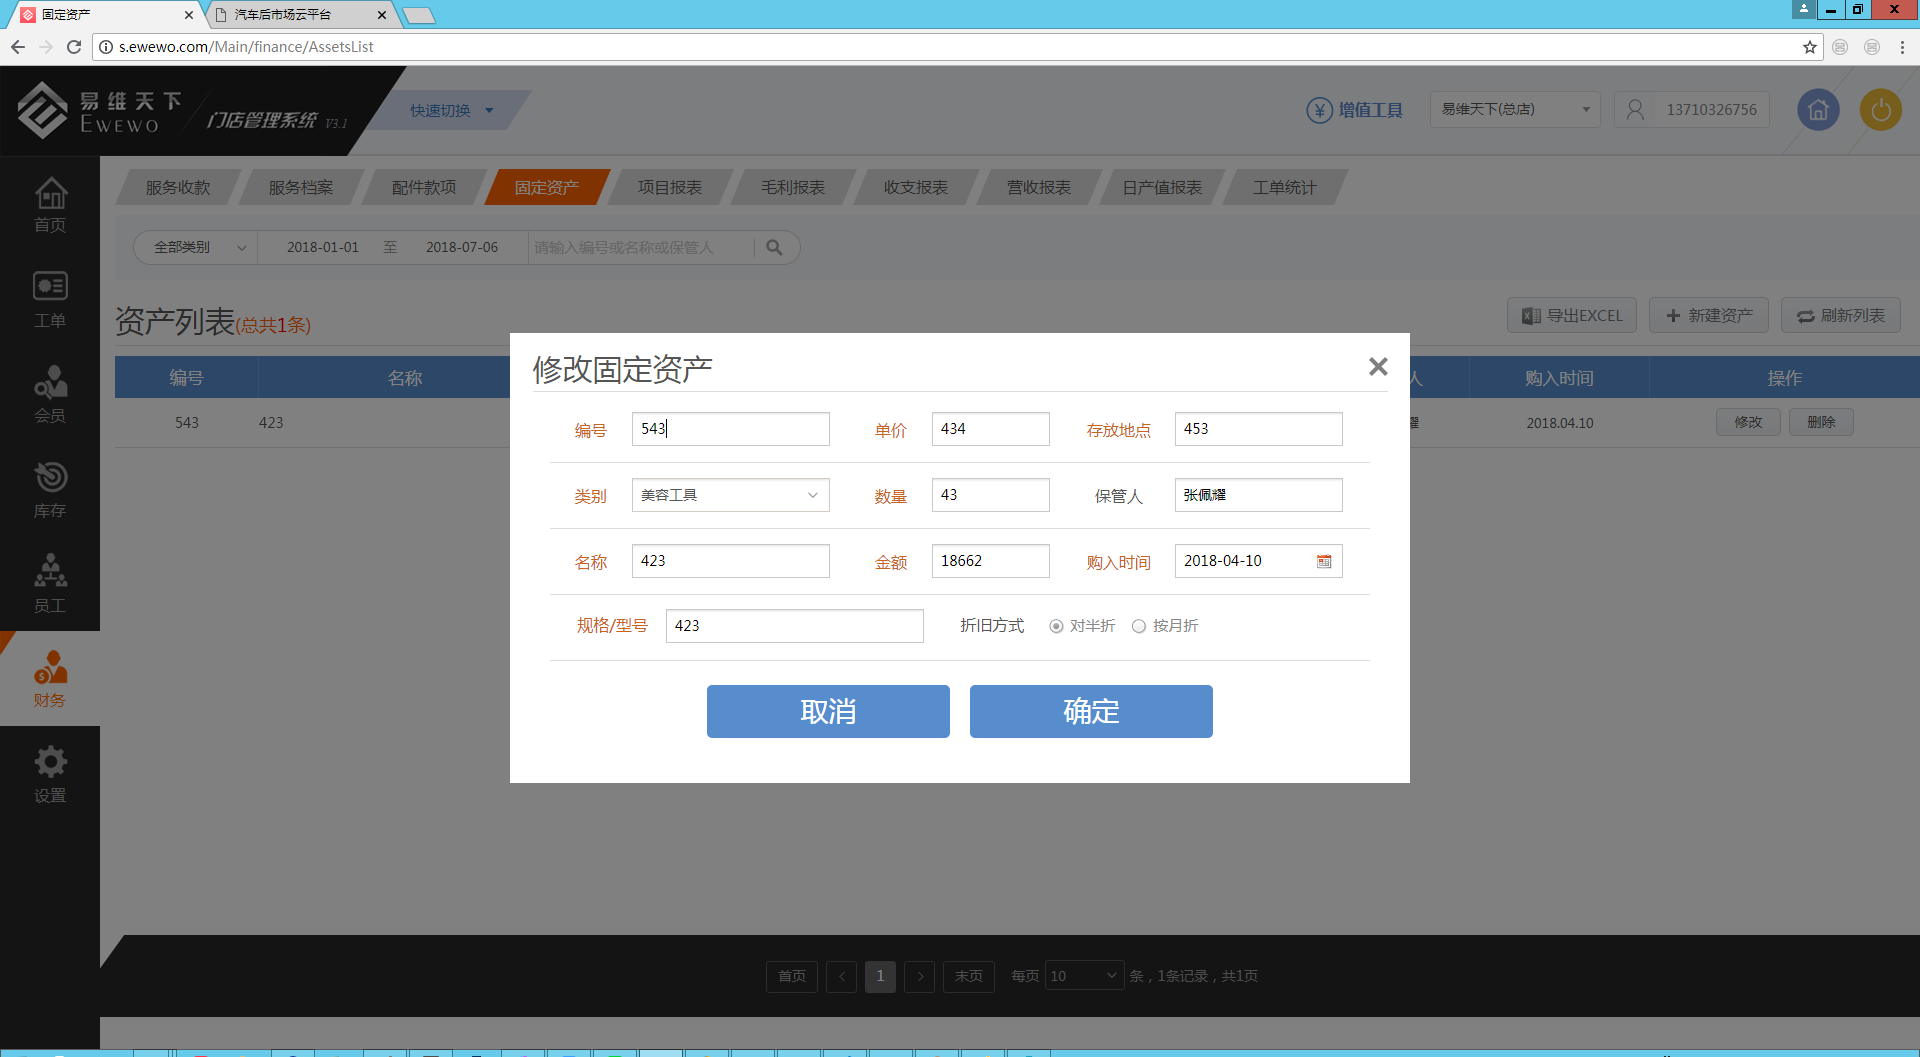 固定资产
汽车后市场云平台
s.ewewo.com/Main/finance/AssetsList
易维天下
EWEWO
门店管理系统 V3.1
快速切换
增值工具
易维天下(总店)
13710326756
服务收款 服务档案 配件款项 固定资产 项目报表 毛利报表 收支报表 营收报表 日产值报表 工单统计
全部类别 2018-01-01 至 2018-07-06 请输入编号或名称或保管人
首页
工单
会员
库存
员工
财务
设置
资产列表(总共1条)
导出EXCEL 新建资产 刷新列表
编号 名称 人 购入时间 操作
543 423 耀 2018.04.10 修改 删除
修改固定资产
编号 543 单价 434 存放地点 453
类别 美容工具 数量 43 保管人 张佩耀
名称 423 金额 18662 购入时间 2018-04-10
规格/型号 423 折旧方式 对半折 按月折
取消 确定
首页 < 1 > 末页 每页 10 条，1条记录，共1页